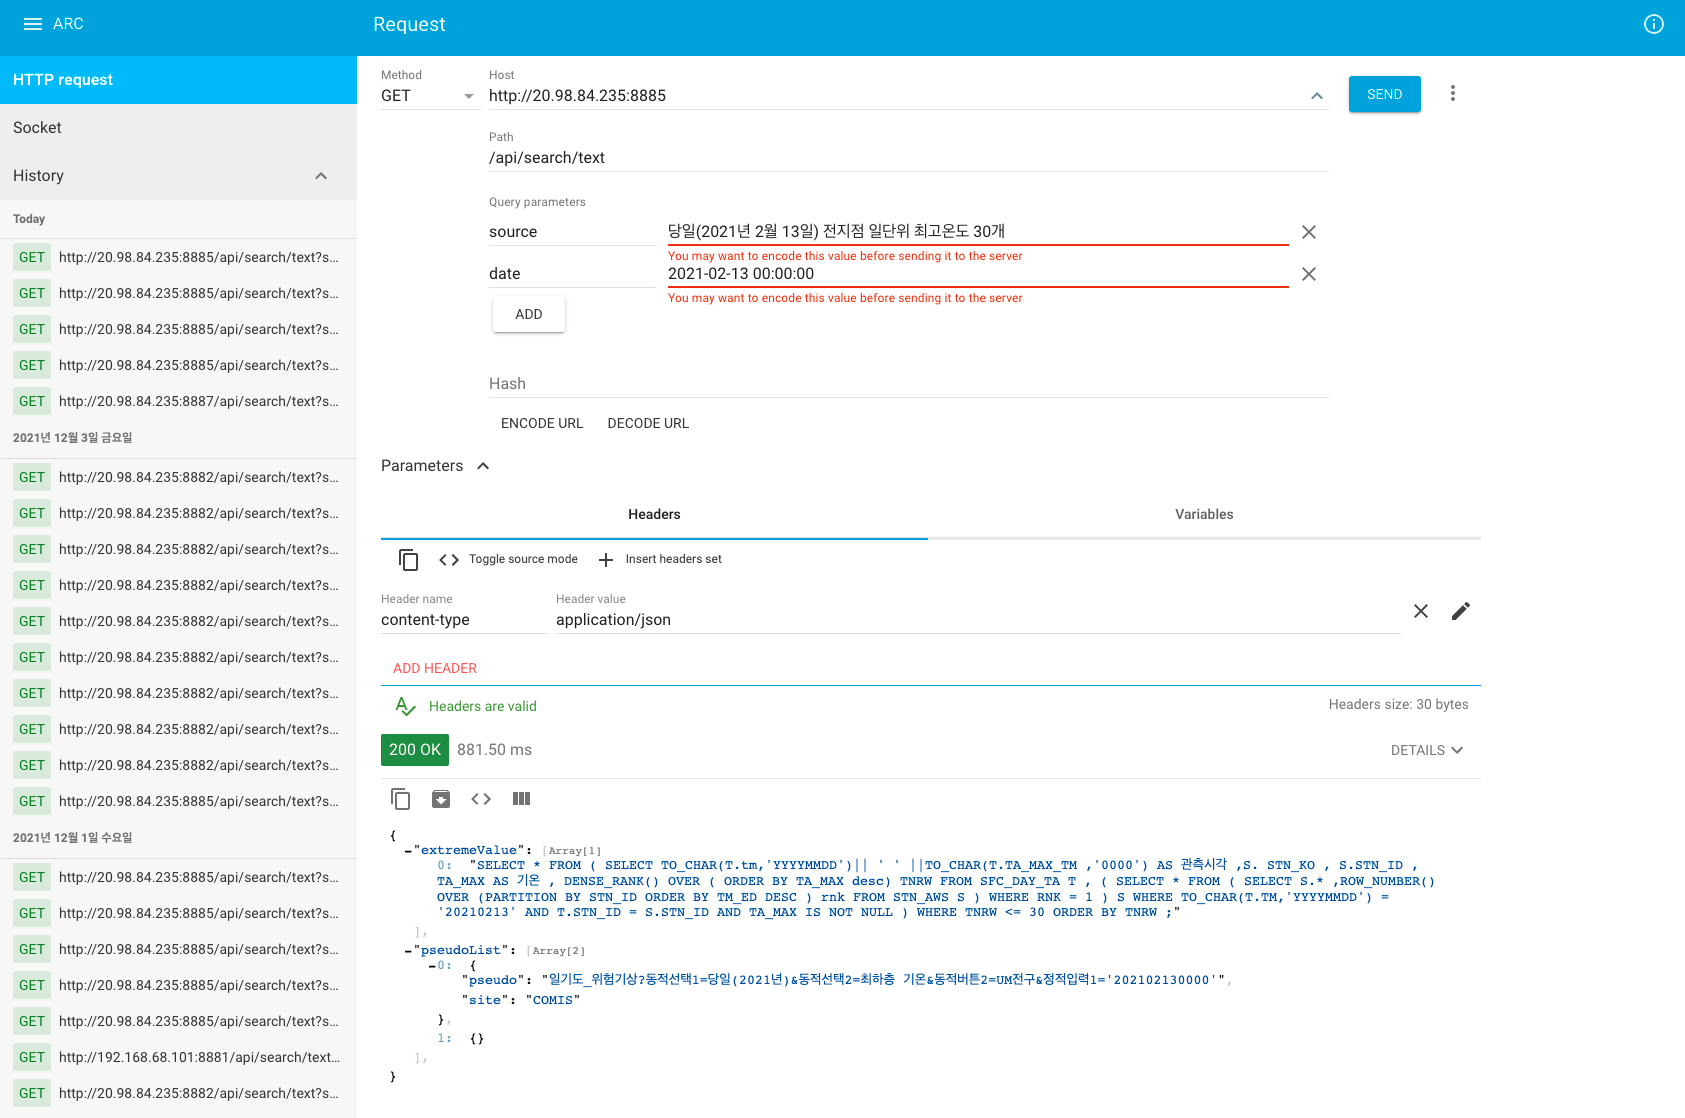 ARC
Request
HTTP request
Socket
History
Today
GET http://20.98.84.235:8885/api/search/text?s...
GET http://20.98.84.235:8885/api/search/text?s...
GET http://20.98.84.235:8885/api/search/text?s...
GET http://20.98.84.235:8885/api/search/text?s...
GET http://20.98.84.235:8887/api/search/text?s...
2021년 12월 3일 금요일
GET http://20.98.84.235:8882/api/search/text?s...
GET http://20.98.84.235:8882/api/search/text?s...
GET http://20.98.84.235:8882/api/search/text?s...
GET http://20.98.84.235:8882/api/search/text?s...
GET http://20.98.84.235:8882/api/search/text?s...
GET http://20.98.84.235:8882/api/search/text?s...
GET http://20.98.84.235:8882/api/search/text?s...
GET http://20.98.84.235:8882/api/search/text?s...
GET http://20.98.84.235:8882/api/search/text?s...
GET http://20.98.84.235:8885/api/search/text?s...
2021년 12월 1일 수요일
GET http://20.98.84.235:8885/api/search/text?s...
GET http://20.98.84.235:8885/api/search/text?s...
GET http://20.98.84.235:8885/api/search/text?s...
GET http://20.98.84.235:8885/api/search/text?s...
GET http://20.98.84.235:8885/api/search/text?s...
GET http://192.168.68.101:8881/api/search/text...
GET http://20.98.84.235:8882/api/search/text?s...
Method
GET
Host
http://20.98.84.235:8885
SEND
Path
/api/search/text
Query parameters
source 당일(2021년 2월 13일) 전지점 일단위 최고온도 30개
You may want to encode this value before sending it to the server
date 2021-02-13 00:00:00
You may want to encode this value before sending it to the server
ADD
Hash
ENCODE URL DECODE URL
Parameters
Headers Variables
Toggle source mode Insert headers set
Header name Header value
content-type application/json
ADD HEADER
Headers are valid Headers size: 30 bytes
200 OK 881.50 ms DETAILS
{
"extremeValue": [Array[1]
0: "SELECT * FROM ( SELECT TO_CHAR(T.tm,'YYYYMMDD')|| ' ' ||TO_CHAR(T.TA_MAX_TM ,'0000') AS 관측시각 ,S. STN_KO , S.STN_ID ,
TA_MAX AS 기온 , DENSE_RANK() OVER ( ORDER BY TA_MAX desc) TNRW FROM SFC_DAY_TA T , ( SELECT * FROM ( SELECT S.* ,ROW_NUMBER()
OVER (PARTITION BY STN_ID ORDER BY TM_ED DESC ) rnk FROM STN_AWS S ) WHERE RNK = 1 ) S WHERE TO_CHAR(T.TM,'YYYYMMDD') =
'20210213' AND T.STN_ID = S.STN_ID AND TA_MAX IS NOT NULL ) WHERE TNRW <= 30 ORDER BY TNRW ;"
],
"pseudoList": [Array[2]
0: {
"pseudo": "일기도_위험기상?동적선택1=당일(2021년)&동적선택2=최하층 기온&동적버튼2=UM전구&정적입력1='202102130000'",
"site": "COMIS"
},
1: {}
],
}